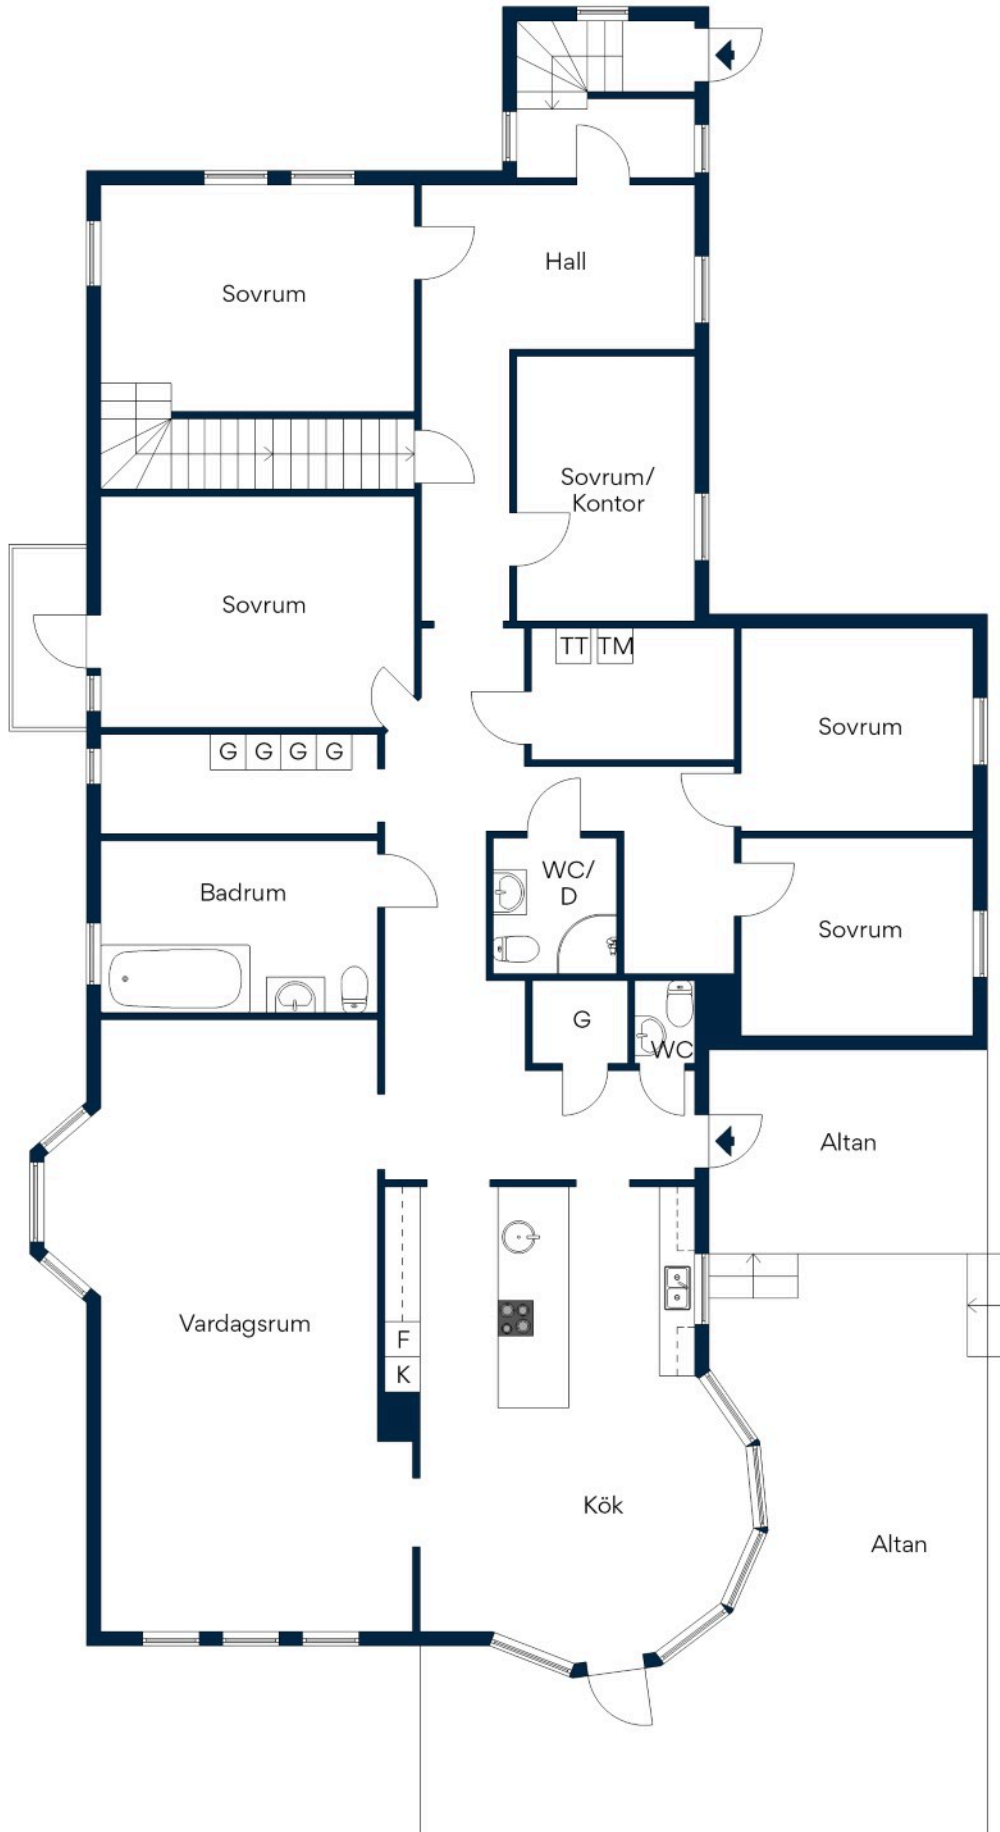 Hall
Sovrum
Sovrum/
Kontor
Sovrum
TT TM
Sovrum
G G G G
WC/
D
Badrum
Sovrum
G
WC
Altan
Vardagsrum
F
K
Kök
Altan